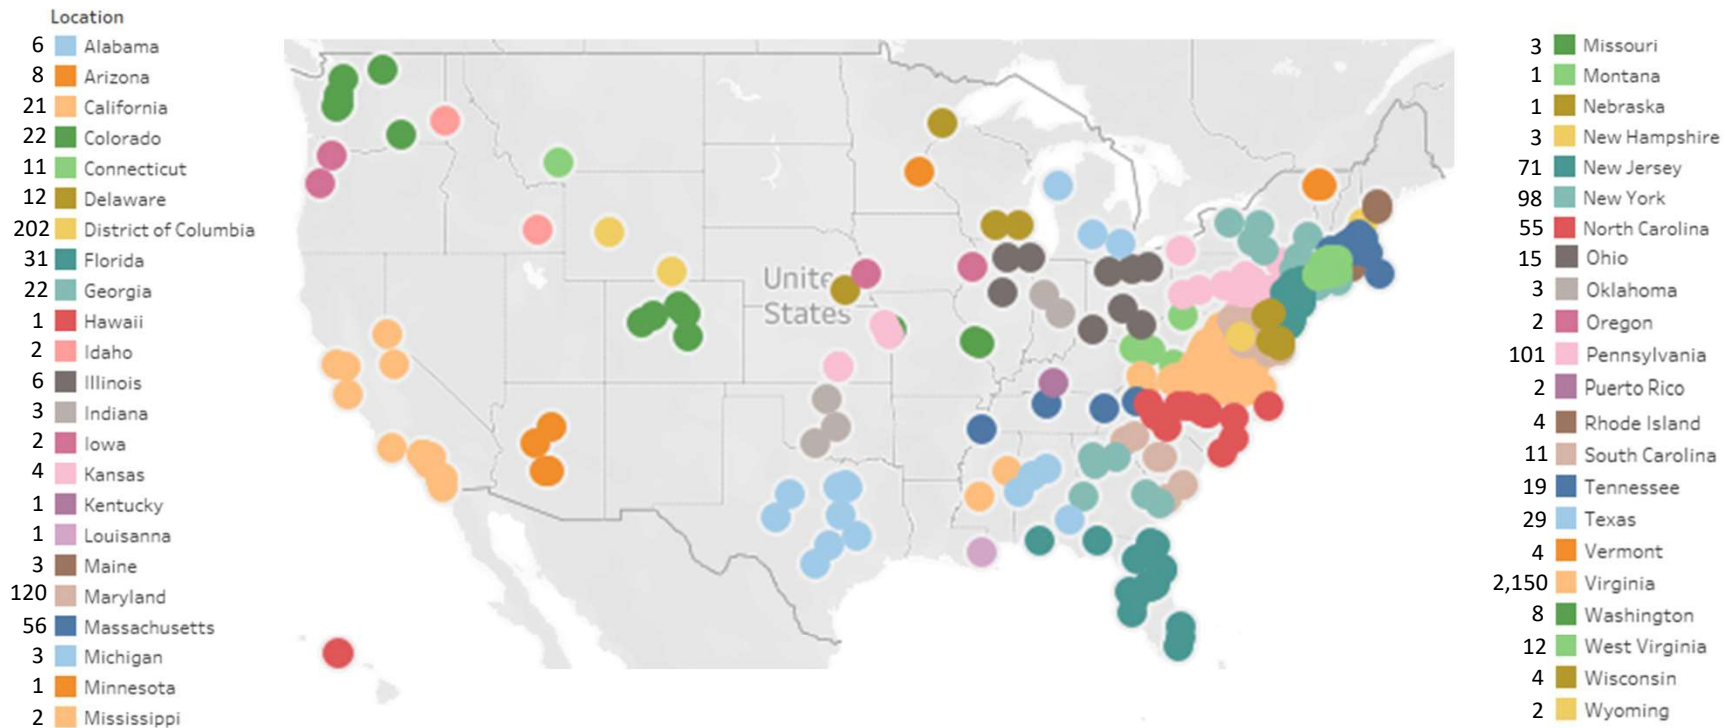 Location
6 Alabama
8 Arizona
21 California
22 Colorado
11 Connecticut
12 Delaware
202 District of Columbia
31 Florida
22 Georgia
1 Hawaii
2 Idaho
6 Illinois
3 Indiana
2 Iowa
4 Kansas
1 Kentucky
1 Louisanna
3 Maine
120 Maryland
56 Massachusetts
3 Michigan
1 Minnesota
2 Mississippi
United
States
3 Missouri
1 Montana
1 Nebraska
3 New Hampshire
71 New Jersey
98 New York
55 North Carolina
15 Ohio
3 Oklahoma
2 Oregon
101 Pennsylvania
2 Puerto Rico
4 Rhode Island
11 South Carolina
19 Tennessee
29 Texas
4 Vermont
2,150 Virginia
8 Washington
12 West Virginia
4 Wisconsin
2 Wyoming